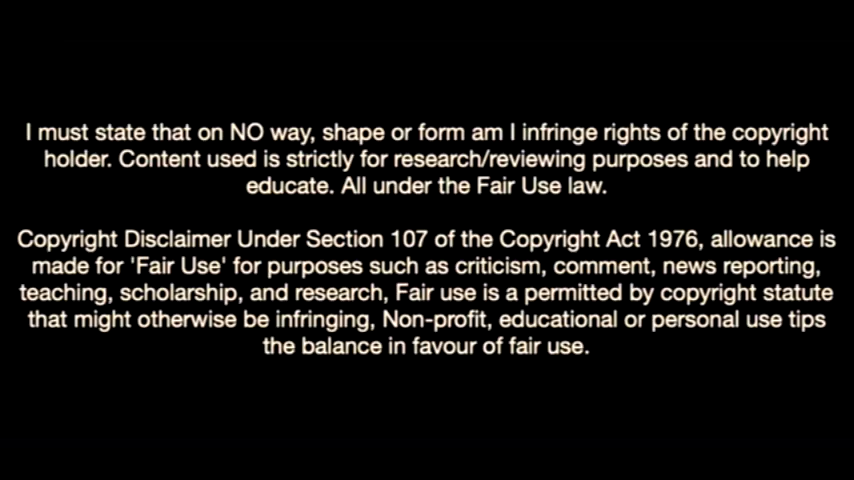 I must state that on NO way, shape or form am I infringe rights of the copyright
holder. Content used is strictly for research/reviewing purposes and to help
educate. All under the Fair Use law.
Copyright Disclaimer Under Section 107 of the Copyright Act 1976, allowance is
made for 'Fair Use' for purposes such as criticism, comment, news reporting,
teaching, scholarship, and research, Fair use is a permitted by copyright statute
that might otherwise be infringing, Non-profit, educational or personal use tips
the balance in favour of fair use.